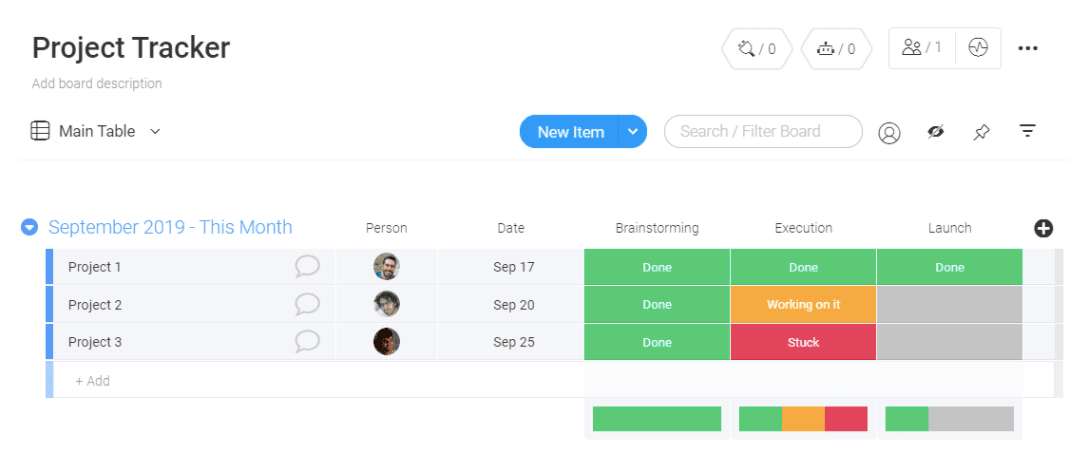 Project Tracker
/ 0 / 0 / 1
Add board description
Main Table New Item Search / Filter Board
September 2019 - This Month Person Date Brainstorming Execution Launch
Project 1 Sep 17 Done Done Done
Project 2 Sep 20 Done Working on it
Project 3 Sep 25 Done Stuck
+ Add